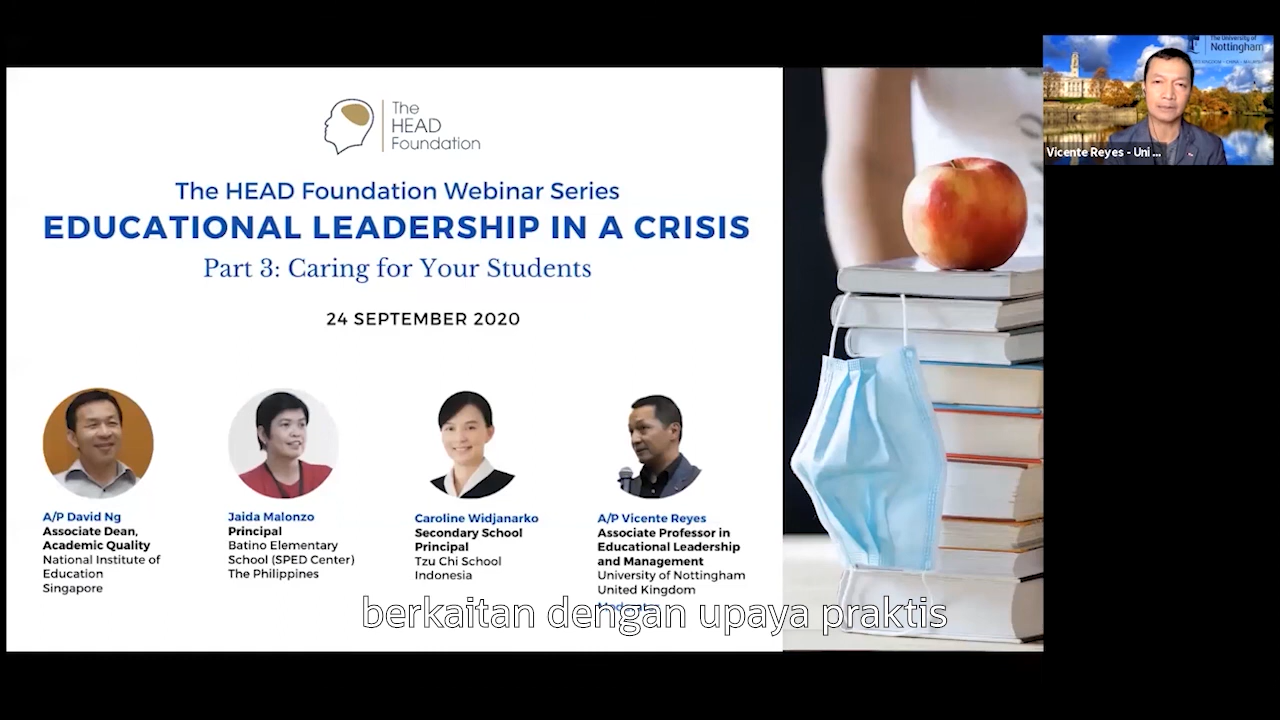 The
HEAD
Foundation
The HEAD Foundation Webinar Series
EDUCATIONAL LEADERSHIP IN A CRISIS
Part 3: Caring for Your Students
24 SEPTEMBER 2020
A/P David Ng
Associate Dean,
Academic Quality
National Institute of
Education
Singapore
Jaida Malonzo
Principal
Batino Elementary
School (SPED Center)
The Philippines
Caroline Widjanarko
Secondary School
Principal
Tzu Chi School
Indonesia
A/P Vicente Reyes
Associate Professor in
Educational Leadership
and Management
University of Nottingham
United Kingdom
berkaitan dengan upaya praktis
The University of
Nottingham
Vicente Reyes - Uni ...